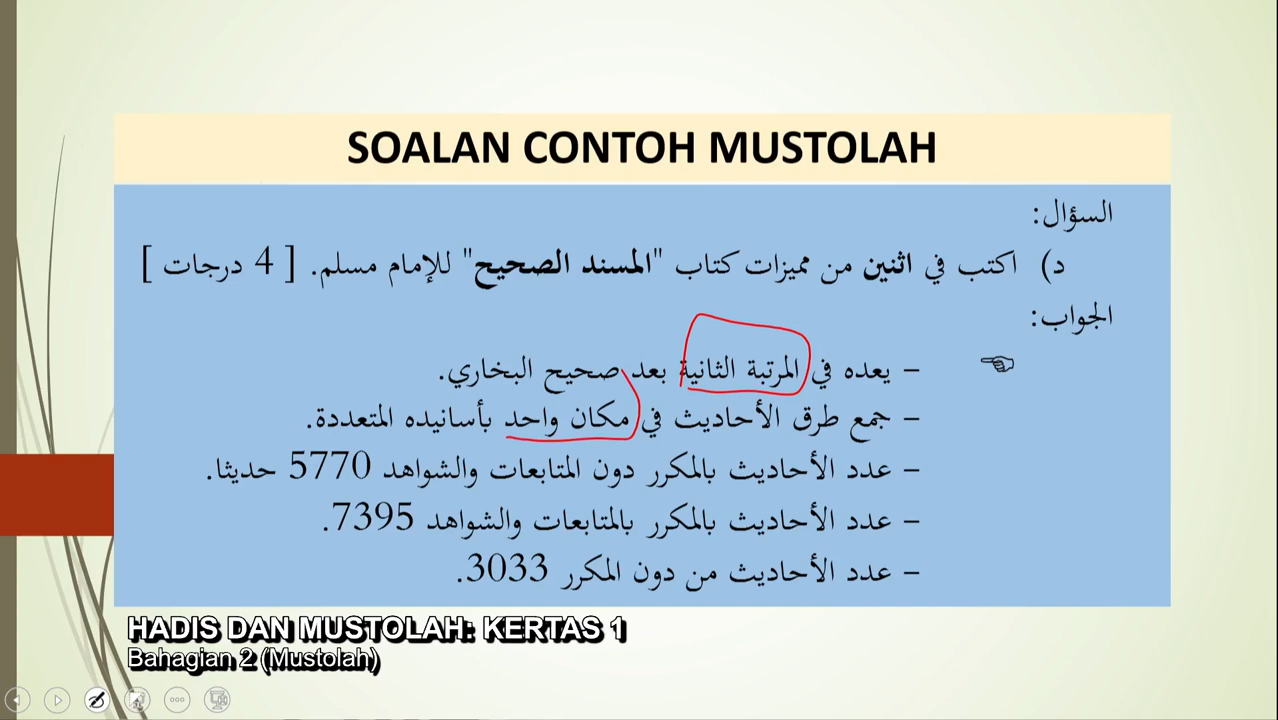 SOALAN CONTOH MUSTOLAH
السؤال:
د) اكتب في اثنين من مميزات كتاب "المسند الصحيح" للإمام مسلم. [ 4 درجات ]
الجواب:
☜ – يعده في المرتبة الثانية بعد صحيح البخاري.
– جمع طرق الأحاديث في مكان واحد بأسانيده المتعددة.
– عدد الأحاديث بالمكرر دون المتابعات والشواهد 5770 حديثا.
– عدد الأحاديث بالمكرر بالمتابعات والشواهد 7395.
– عدد الأحاديث من دون المكرر 3033.
HADIS DAN MUSTOLAH: KERTAS 1
Bahagian 2 (Mustolah)